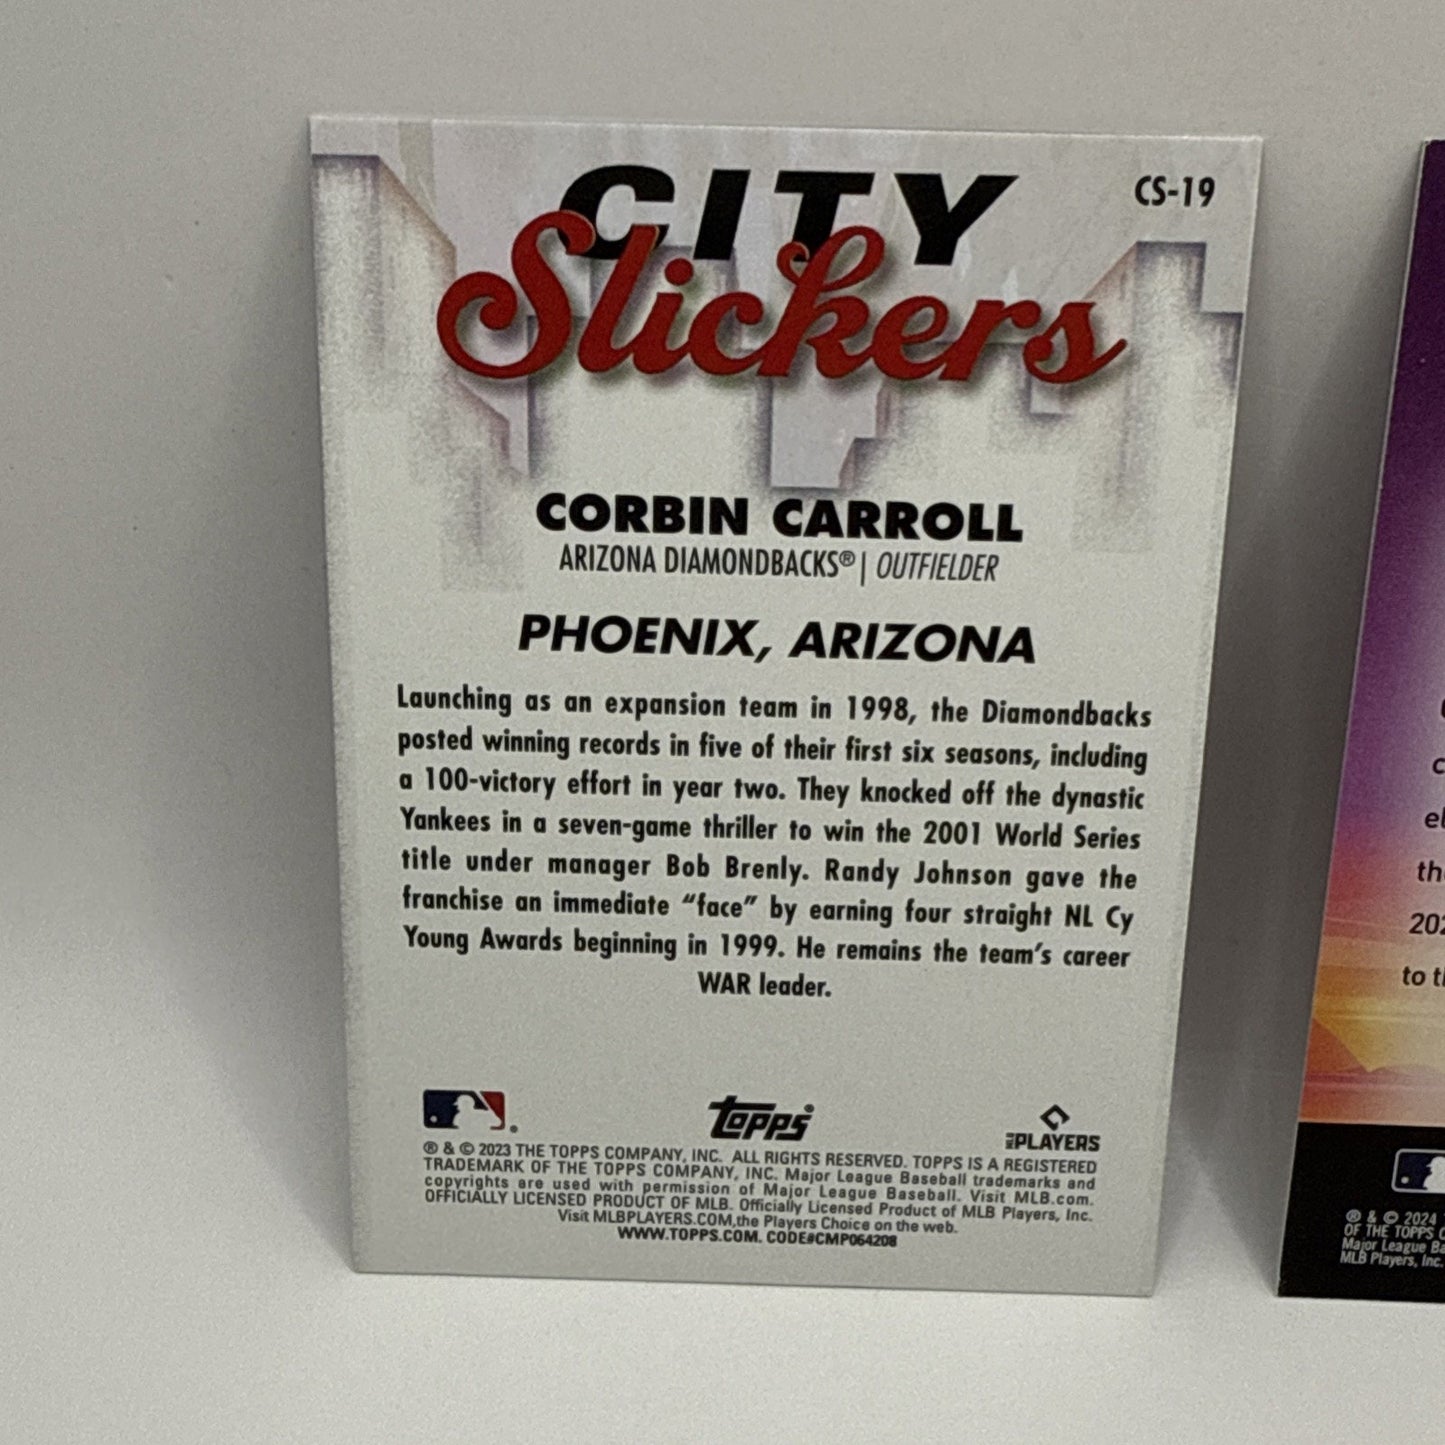 CITY
Slickers
CS-19
CORBIN CARROLL
ARIZONA DIAMONDBACKS® | OUTFIELDER
PHOENIX, ARIZONA
Launching as an expansion team in 1998, the Diamondbacks
posted winning records in five of their first six seasons, including
a 100-victory effort in year two. They knocked off the dynastic
Yankees in a seven-game thriller to win the 2001 World Series
title under manager Bob Brenly. Randy Johnson gave the
franchise an immediate “face” by earning four straight NL Cy
Young Awards beginning in 1999. He remains the team's career
WAR leader.
topps
MLB PLAYERS
® & © 2023 THE TOPPS COMPANY, INC. ALL RIGHTS RESERVED. TOPPS IS A REGISTERED
TRADEMARK OF THE TOPPS COMPANY, INC. Major League Baseball trademarks and
copyrights are used with permission of Major League Baseball. Visit MLB.com.
OFFICIALLY LICENSED PRODUCT OF MLB. Officially Licensed Product of MLB Players, Inc.
Visit MLBPLAYERS.COM,the Players Choice on the web.
WWW.TOPPS.COM. CODE#CMP064208
to
® & © 2024
OF THE TOPPS
Major League
MLB Players, Inc.